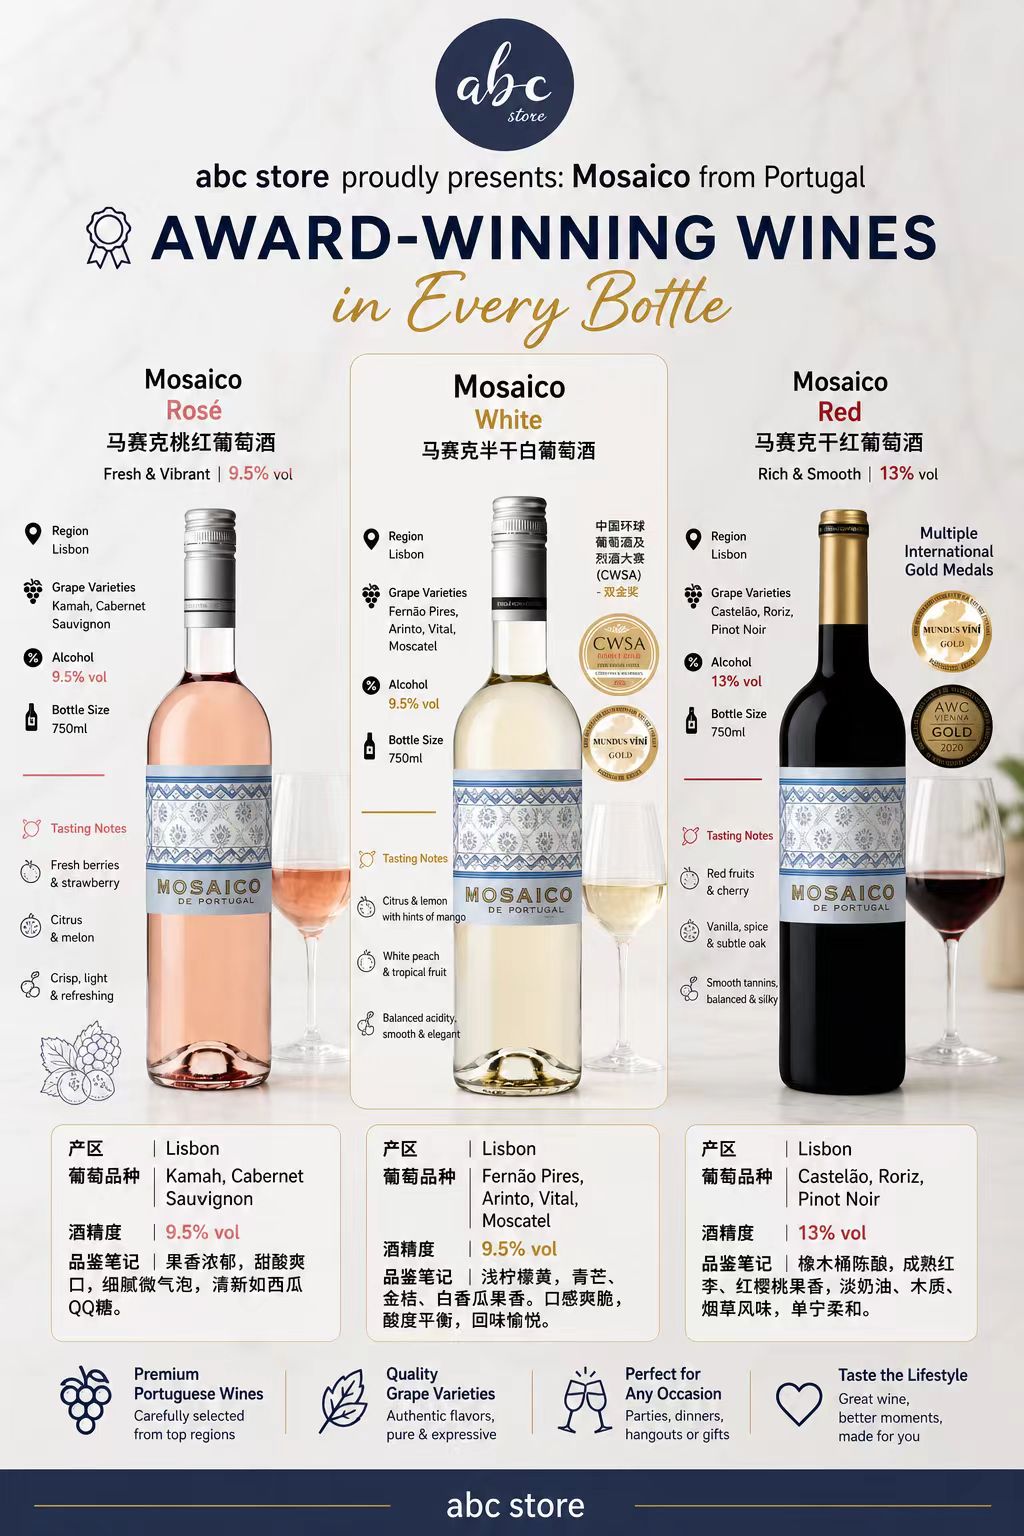 abc
store
abc store proudly presents: Mosaico from Portugal
AWARD-WINNING WINES
in Every Bottle
Mosaico
Rosé
马赛克桃红葡萄酒
Fresh & Vibrant | 9.5% vol
Region
Lisbon
Grape Varieties
Kamah, Cabernet
Sauvignon
Alcohol
9.5% vol
Bottle Size
750ml
Tasting Notes
Fresh berries
& strawberry
Citrus
& melon
Crisp, light
& refreshing
MOSAICO
DE PORTUGAL
Mosaico
White
马赛克半干白葡萄酒
Region
Lisbon
Grape Varieties
Fernão Pires,
Arinto, Vital,
Moscatel
Alcohol
9.5% vol
Bottle Size
750ml
Tasting Notes
Citrus & lemon
with hints of mango
White peach
& tropical fruit
Balanced acidity,
smooth & elegant
MOSAICO
DE PORTUGAL
中国环球
葡萄酒及
烈酒大赛
(CWSA)
- 双金奖
CWSA
MUNDUS VINI
GOLD
Mosaico
Red
马赛克干红葡萄酒
Rich & Smooth | 13% vol
Region
Lisbon
Grape Varieties
Castelão, Roriz,
Pinot Noir
Alcohol
13% vol
Bottle Size
750ml
Tasting Notes
Red fruits
& cherry
Vanilla, spice
& subtle oak
Smooth tannins,
balanced & silky
MOSAICO
DE PORTUGAL
Multiple
International
Gold Medals
MUNDUS VINI
GOLD
AWC
VIENNA
GOLD
2020
产区 | Lisbon
葡萄品种 | Kamah, Cabernet
Sauvignon
酒精度 | 9.5% vol
品鉴笔记 | 果香浓郁，甜酸爽
口，细腻微气泡，清新如西瓜
QQ糖。
产区 | Lisbon
葡萄品种 | Fernão Pires,
Arinto, Vital,
Moscatel
酒精度 | 9.5% vol
品鉴笔记 | 浅柠檬黄，青芒、
金桔、白香瓜果香。口感爽脆，
酸度平衡，回味愉悦。
产区 | Lisbon
葡萄品种 | Castelão, Roriz,
Pinot Noir
酒精度 | 13% vol
品鉴笔记 | 橡木桶陈酿，成熟红
李、红樱桃果香，淡奶油、木质、
烟草风味，单宁柔和。
Premium
Portuguese Wines
Carefully selected
from top regions
Quality
Grape Varieties
Authentic flavors,
pure & expressive
Perfect for
Any Occasion
Parties, dinners,
hangouts or gifts
Taste the Lifestyle
Great wine,
better moments,
made for you
abc store